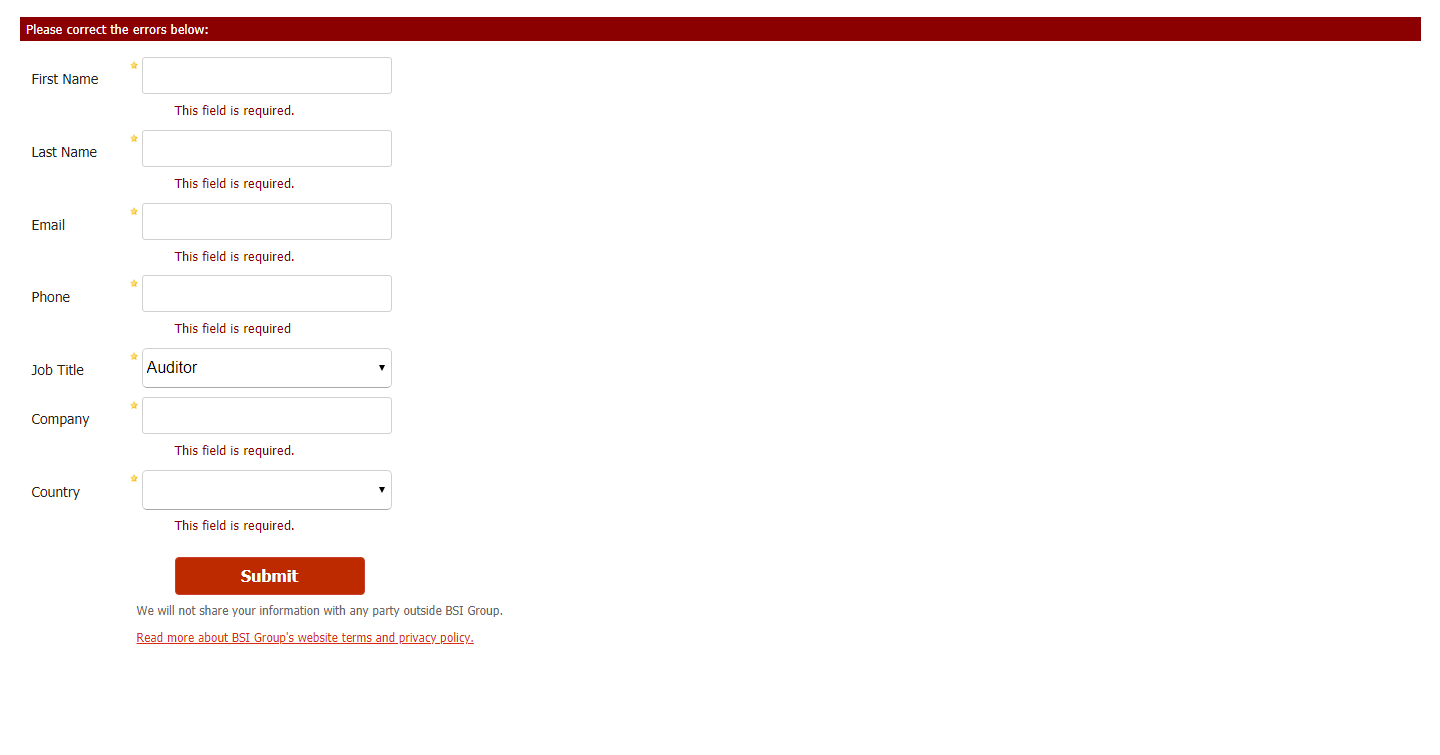 Please correct the errors below:
First Name
This field is required.
Last Name
This field is required.
Email
This field is required.
Phone
This field is required
Job Title Auditor
Company
This field is required.
Country
This field is required.
Submit
We will not share your information with any party outside BSI Group.
Read more about BSI Group's website terms and privacy policy.